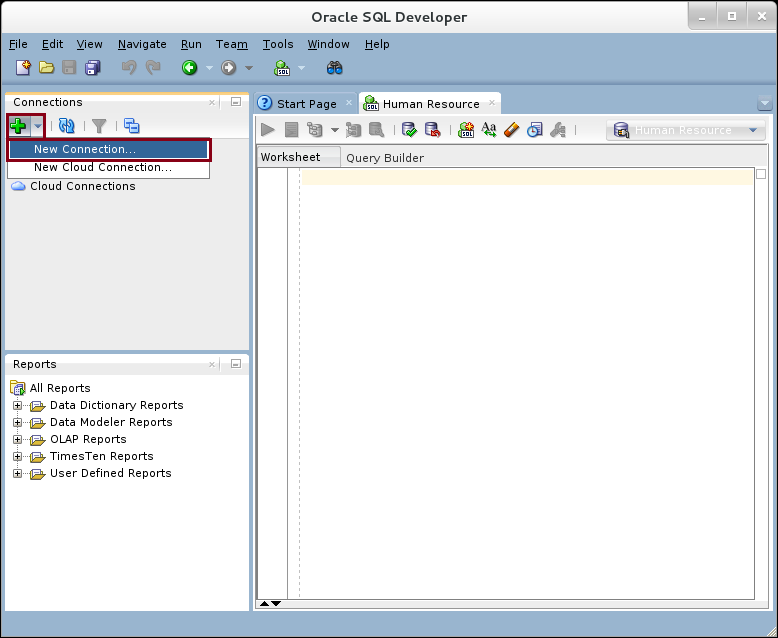 Oracle SQL Developer
File Edit View Navigate Run Team Tools Window Help
Connections
New Connection...
New Cloud Connection...
Cloud Connections
Reports
All Reports
Data Dictionary Reports
Data Modeler Reports
OLAP Reports
TimesTen Reports
User Defined Reports
Start Page
Human Resource
Human Resource
Worksheet
Query Builder